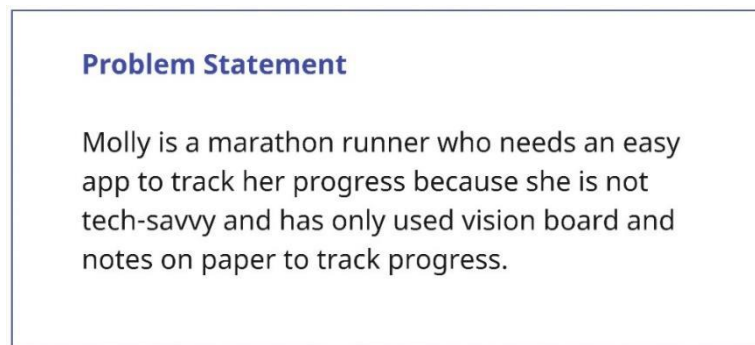 Problem Statement
Molly is a marathon runner who needs an easy
app to track her progress because she is not
tech-savvy and has only used vision board and
notes on paper to track progress.